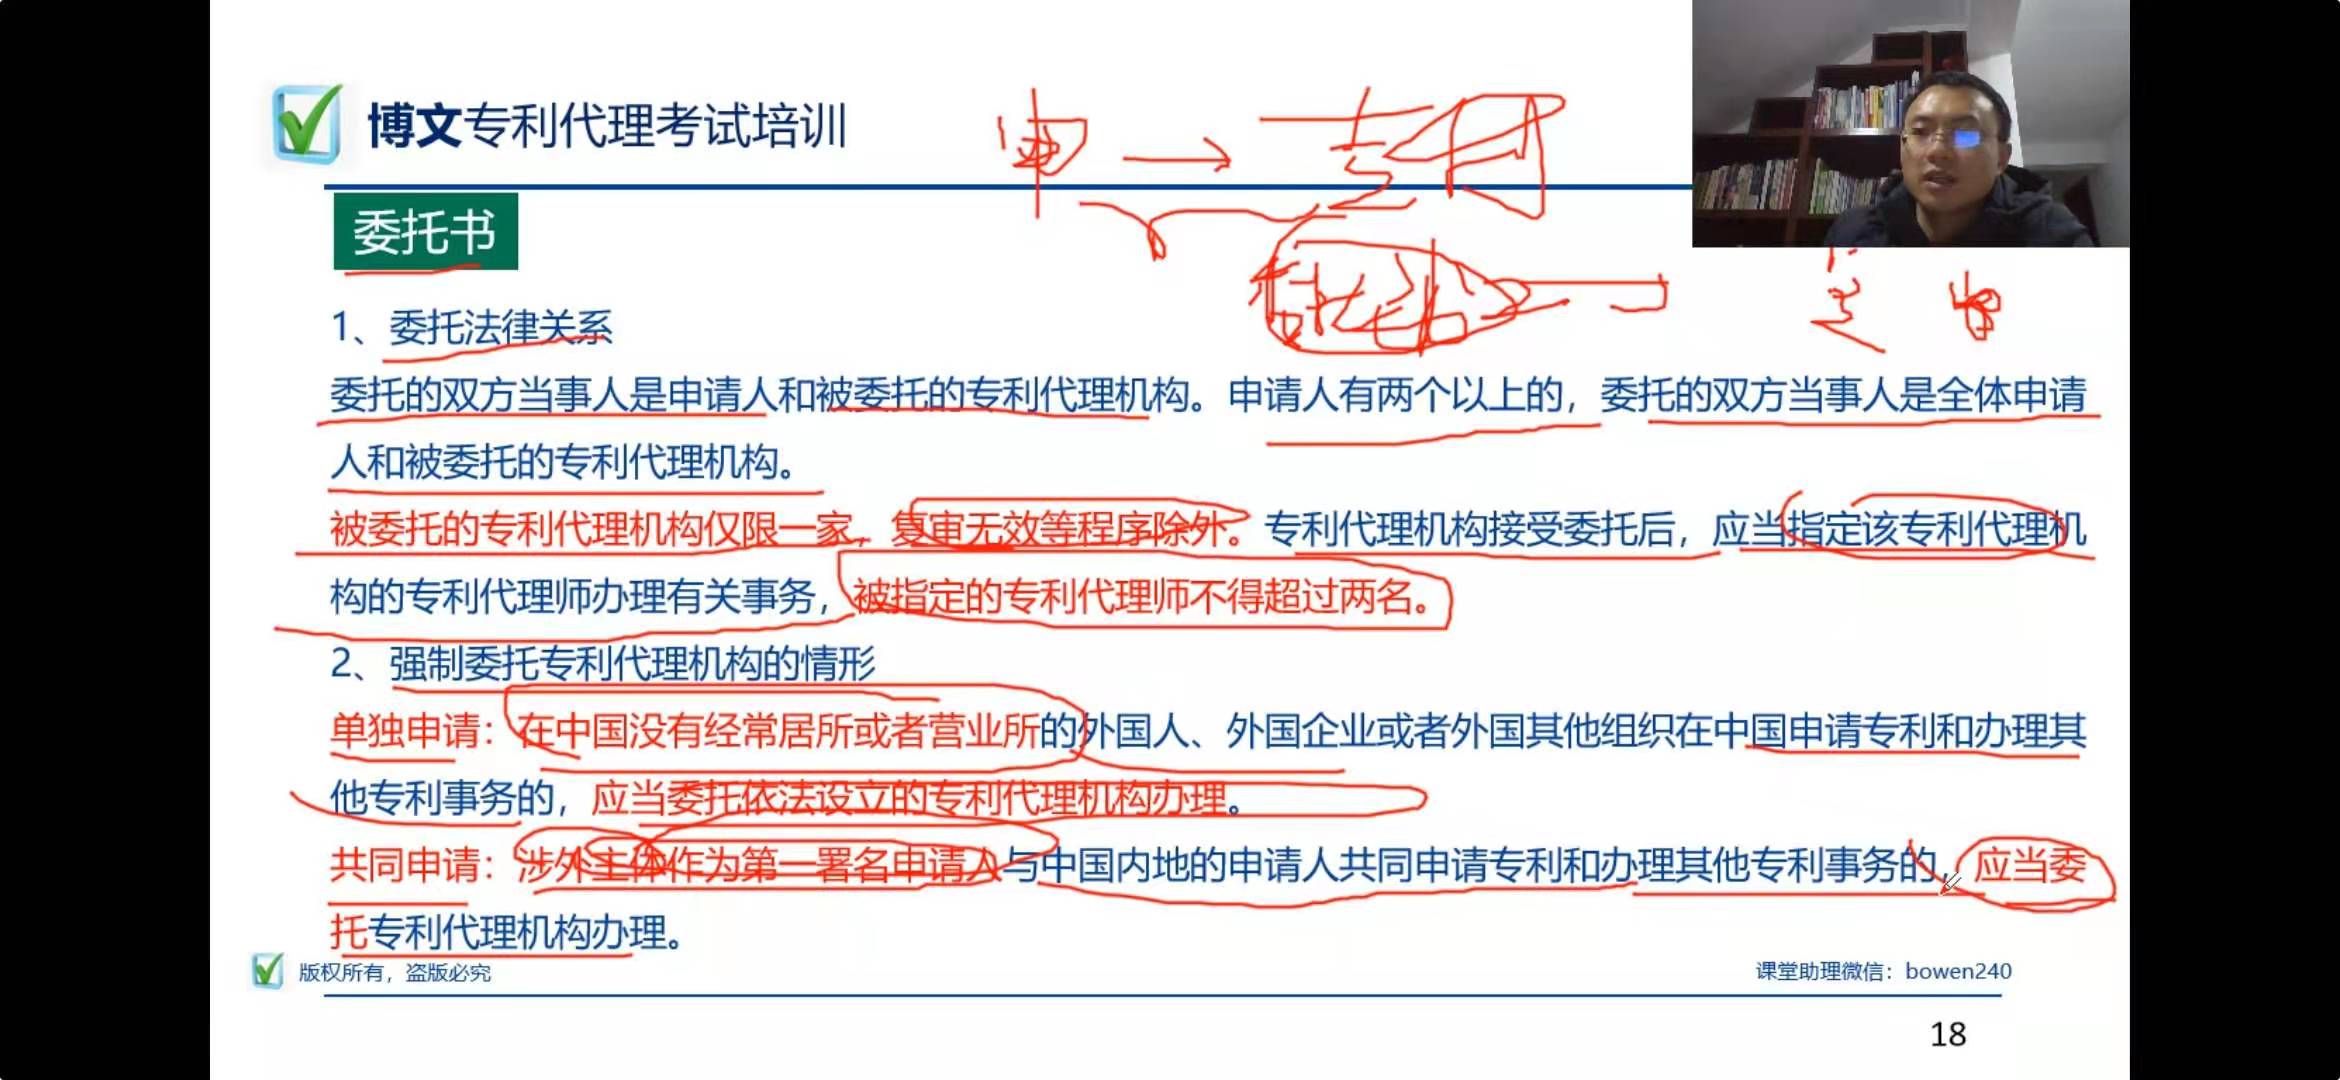 博文专利代理考试培训
委托书
1、委托法律关系
委托的双方当事人是申请人和被委托的专利代理机构。申请人有两个以上的，委托的双方当事人是全体申请
人和被委托的专利代理机构。
被委托的专利代理机构仅限一家，复审无效等程序除外。专利代理机构接受委托后，应当指定该专利代理机
构的专利代理师办理有关事务，被指定的专利代理师不得超过两名。
2、强制委托专利代理机构的情形
单独申请：在中国没有经常居所或者营业所的外国人、外国企业或者外国其他组织在中国申请专利和办理其
他专利事务的，应当委托依法设立的专利代理机构办理。
共同申请：涉外主体作为第一署名申请人与中国内地的申请人共同申请专利和办理其他专利事务的，应当委
托专利代理机构办理。
版权所有，盗版必究
课堂助理微信：bowen240
18